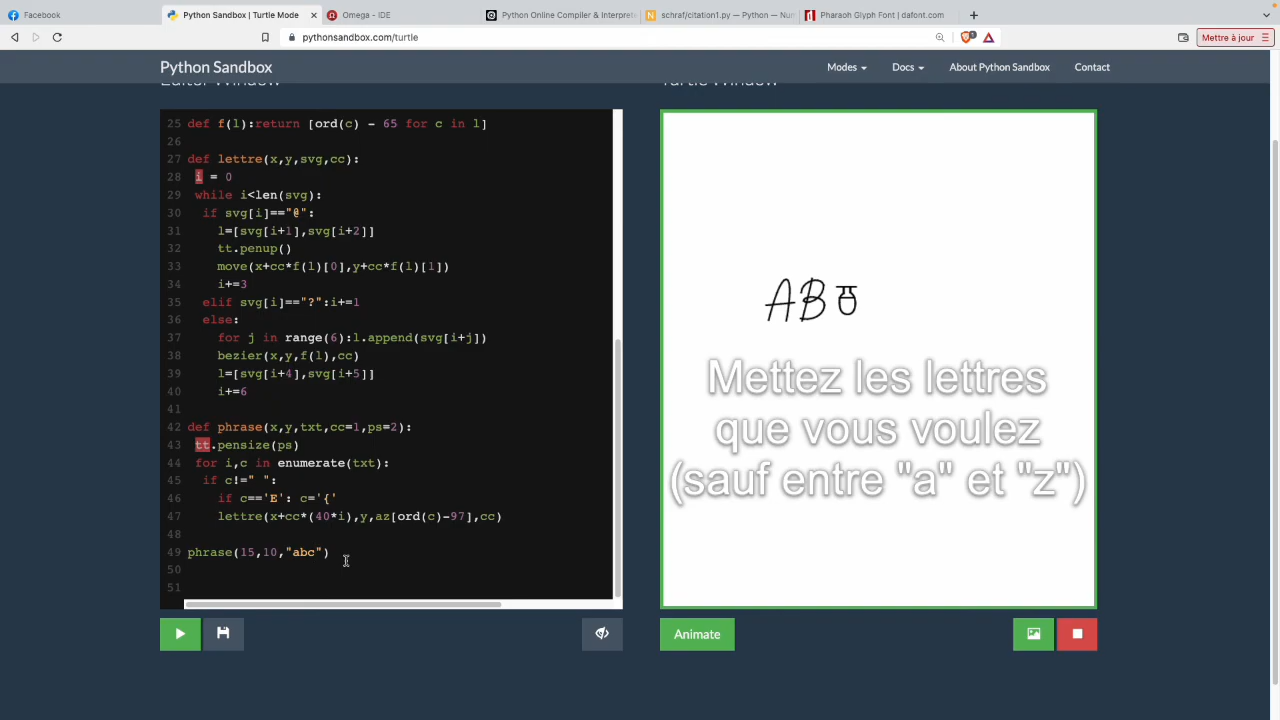 Facebook
Python Sandbox | Turtle Mode
Omega - IDE
Python Online Compiler & Interprete
schraf/citation1.py — Python — Num
Pharaoh Glyph Font | dafont.com
pythonsandbox.com/turtle
1
Mettre à jour
Python Sandbox
Modes
Docs
About Python Sandbox
Contact
Editor Window
Turtle Window
25 def f(l):return [ord(c) - 65 for c in l]
26
27 def lettre(x,y,svg,cc):
28 i = 0
29 while i<len(svg):
30 if svg[i]=="@":
31 l=[svg[i+1],svg[i+2]]
32 tt.penup()
33 move(x+cc*f(l)[0],y+cc*f(l)[1])
34 i+=3
35 elif svg[i]=="?":i+=1
36 else:
37 for j in range(6):l.append(svg[i+j])
38 bezier(x,y,f(l),cc)
39 l=[svg[i+4],svg[i+5]]
40 i+=6
41
42 def phrase(x,y,txt,cc=1,ps=2):
43 tt.pensize(ps)
44 for i,c in enumerate(txt):
45 if c!=" ":
46 if c=='E': c='{'
47 lettre(x+cc*(40*i),y,az[ord(c)-97],cc)
48
49 phrase(15,10,"abc")
50
51
AB
Mettez les lettres
que vous voulez
(sauf entre "a" et "z")
Animate